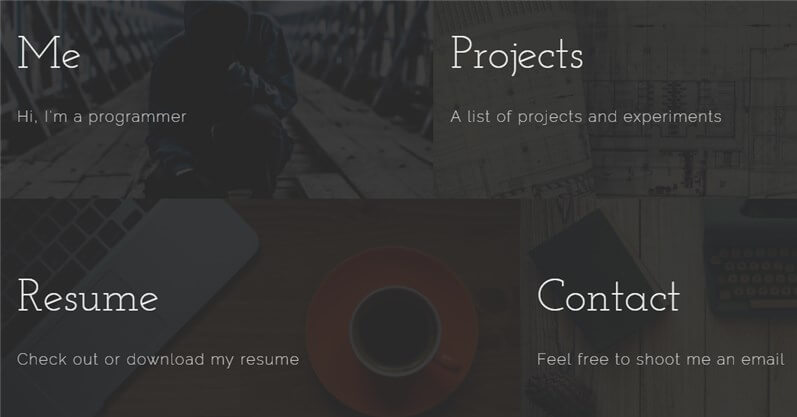 Me
Hi, I'm a programmer
Projects
A list of projects and experiments
Resume
Check out or download my resume
Contact
Feel free to shoot me an email